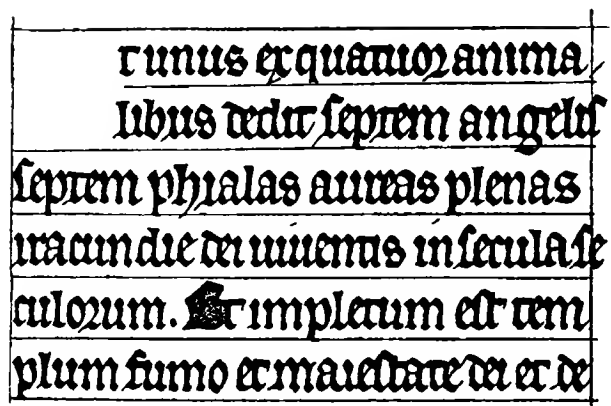 t unus ex quatuor anima
libus dedit septem angelis
septem phialas aureas plenas
iracundie dei uiuentis in secula se
culorum. Et impletum est tem
plum fumo et maiestate dei et de